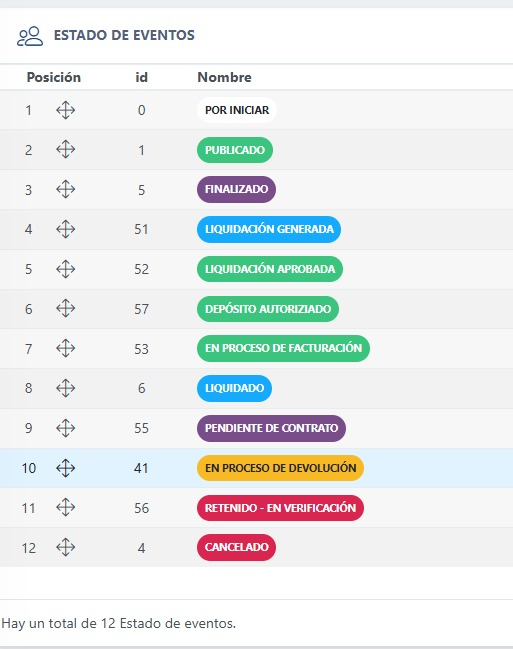 ESTADO DE EVENTOS
Posición id Nombre
1 0 POR INICIAR
2 1 PUBLICADO
3 5 FINALIZADO
4 51 LIQUIDACIÓN GENERADA
5 52 LIQUIDACIÓN APROBADA
6 57 DEPÓSITO AUTORIZIADO
7 53 EN PROCESO DE FACTURACIÓN
8 6 LIQUIDADO
9 55 PENDIENTE DE CONTRATO
10 41 EN PROCESO DE DEVOLUCIÓN
11 56 RETENIDO - EN VERIFICACIÓN
12 4 CANCELADO
Hay un total de 12 Estado de eventos.